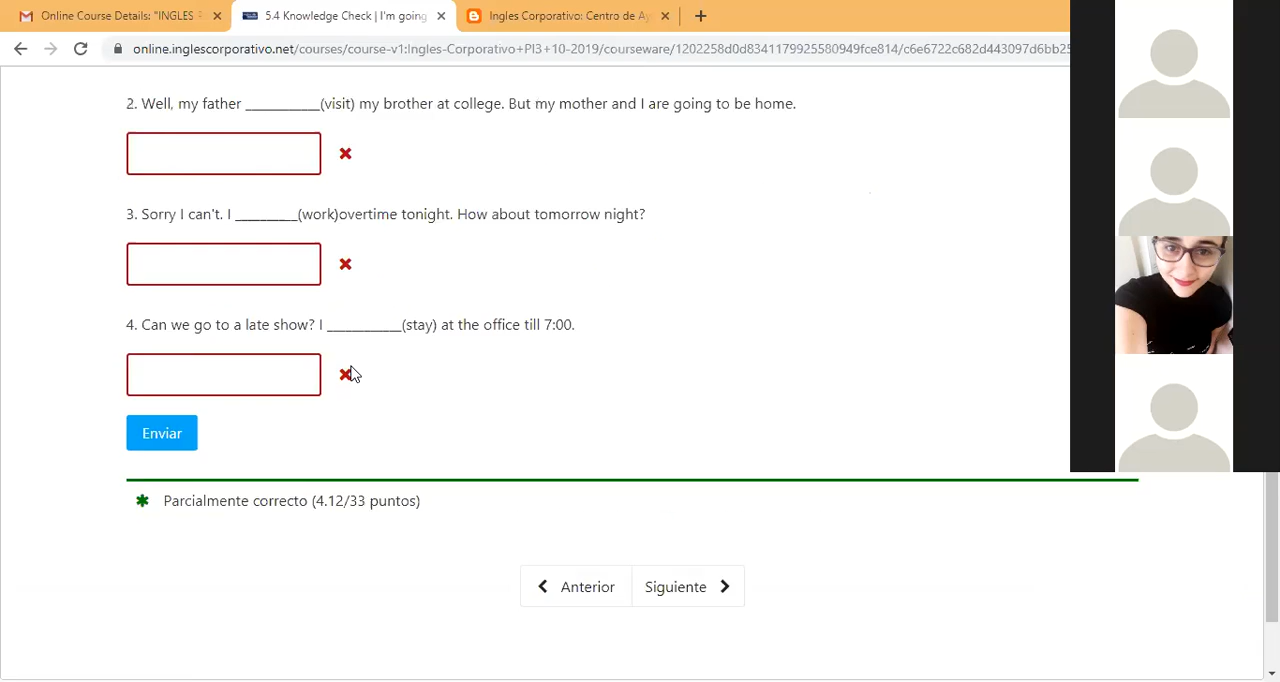 Online Course Details: "INGLES
5.4 Knowledge Check | I'm going
Ingles Corporativo: Centro de Ay
online.inglescorporativo.net/courses/course-v1:Ingles-Corporativo+PI3+10-2019/courseware/1202258d0d8341179925580949fce814/c6e6722c682d443097d6bb25
2. Well, my father ___________(visit) my brother at college. But my mother and I are going to be home.
3. Sorry I can't. I _________(work)overtime tonight. How about tomorrow night?
4. Can we go to a late show? I ___________(stay) at the office till 7:00.
Enviar
Parcialmente correcto (4.12/33 puntos)
Anterior Siguiente